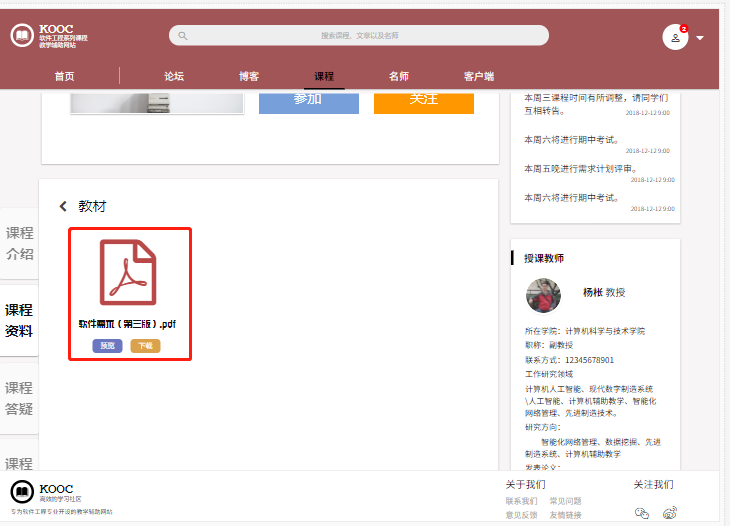 KOOC
软件工程系列课程
教学辅助网站
搜索课程，文章以及名师
2
首页
论坛
博客
课程
名师
客户端
参加
关注
本周三课程时间有所调整，请同学们
互相转告。
2018-12-12 9:00
本周六将进行期中考试。
2018-12-12 9:00
本周五晚进行需求计划评审。
2018-12-12 9:00
本周六将进行期中考试。
2018-12-12 9:00
课程
介绍
课程
资料
课程
答疑
课程
教材
软件需求（第三版）.pdf
预览
下载
授课教师
杨枨 教授
所在学院：计算机科学与技术学院
职称：副教授
联系方式：12345678901
工作研究领域
计算机人工智能、现代数字制造系统
\人工智能、计算机辅助教学、智能化
网络管理、先进制造技术。
研究方向：
智能化网络管理、数据挖掘、先进
制造系统、计算机辅助教学
发表论文：
KOOC
高效的学习社区
专为软件工程专业开设的教学辅助网站
关于我们
联系我们 常见问题
意见反馈 友情链接
关注我们